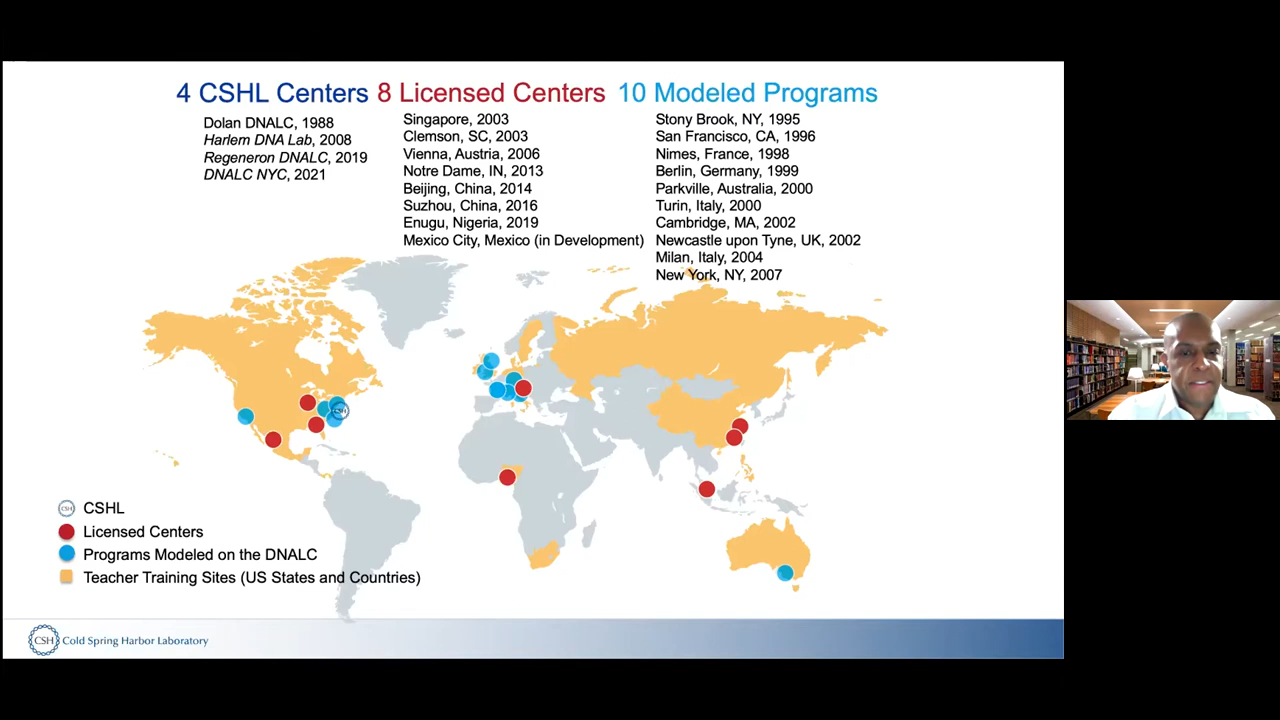 4 CSHL Centers
Dolan DNALC, 1988
Harlem DNA Lab, 2008
Regeneron DNALC, 2019
DNALC NYC, 2021
8 Licensed Centers
Singapore, 2003
Clemson, SC, 2003
Vienna, Austria, 2006
Notre Dame, IN, 2013
Beijing, China, 2014
Suzhou, China, 2016
Enugu, Nigeria, 2019
Mexico City, Mexico (in Development)
10 Modeled Programs
Stony Brook, NY, 1995
San Francisco, CA, 1996
Nimes, France, 1998
Berlin, Germany, 1999
Parkville, Australia, 2000
Turin, Italy, 2000
Cambridge, MA, 2002
Newcastle upon Tyne, UK, 2002
Milan, Italy, 2004
New York, NY, 2007
CSH
CSH
CSHL
Licensed Centers
Programs Modeled on the DNALC
Teacher Training Sites (US States and Countries)
CSH
Cold Spring Harbor Laboratory